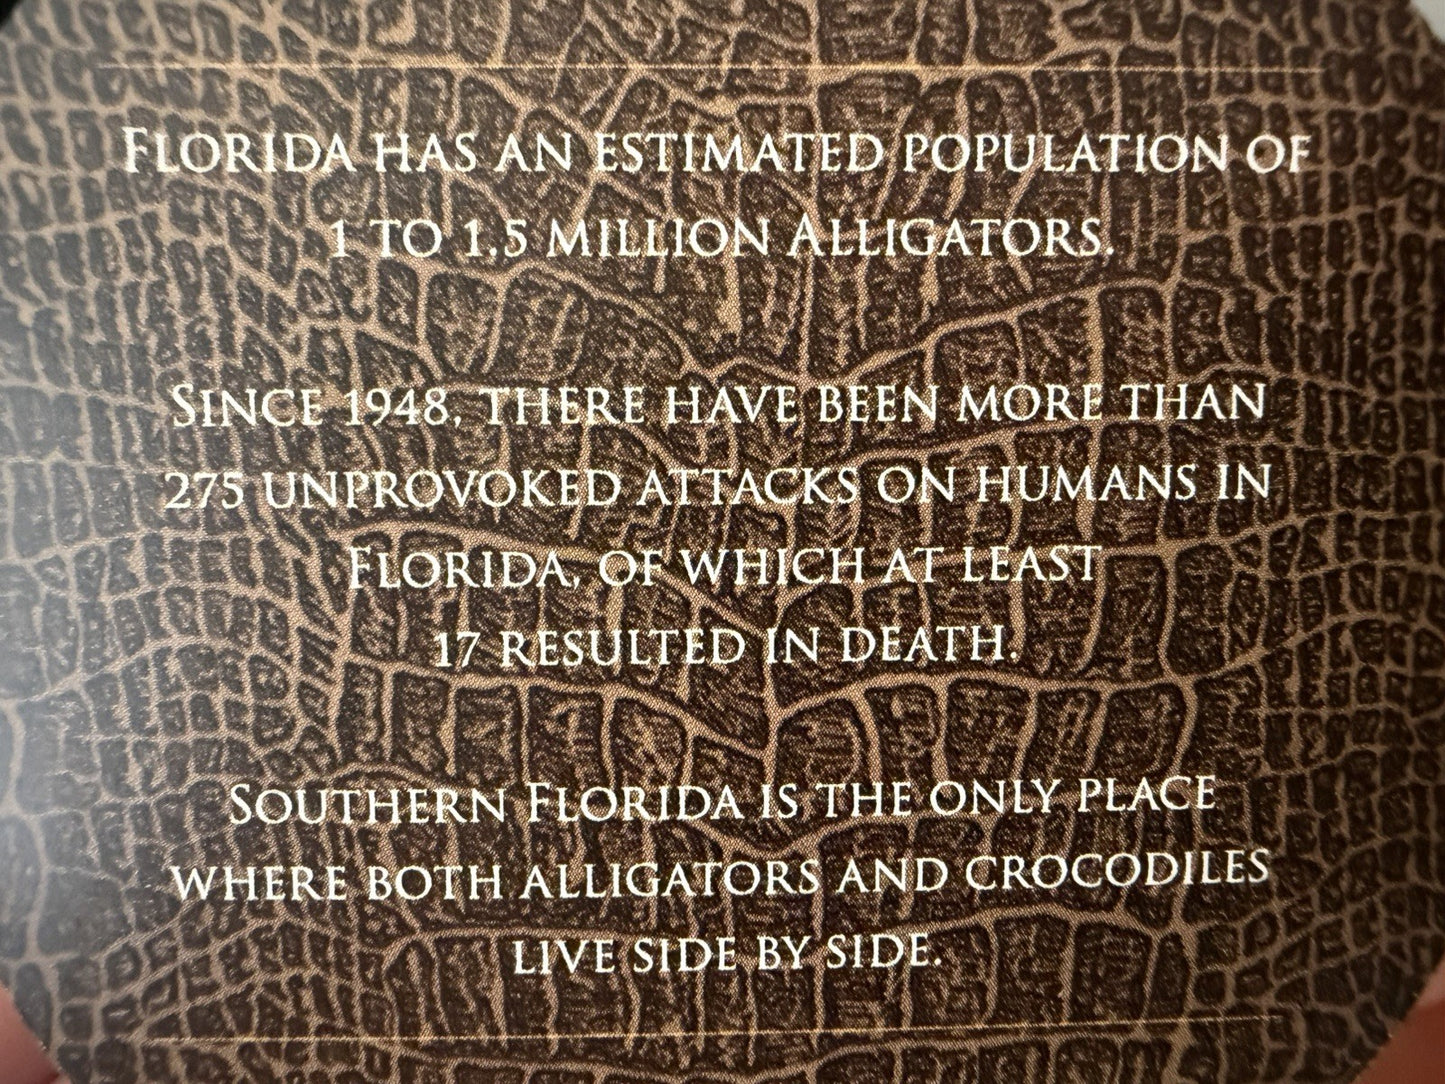 FLORIDA HAS AN ESTIMATED POPULATION OF
1 TO 1.5 MILLION ALLIGATORS.
SINCE 1948, THERE HAVE BEEN MORE THAN
275 UNPROVOKED ATTACKS ON HUMANS IN
FLORIDA, OF WHICH AT LEAST
17 RESULTED IN DEATH.
SOUTHERN FLORIDA IS THE ONLY PLACE
WHERE BOTH ALLIGATORS AND CROCODILES
LIVE SIDE BY SIDE.